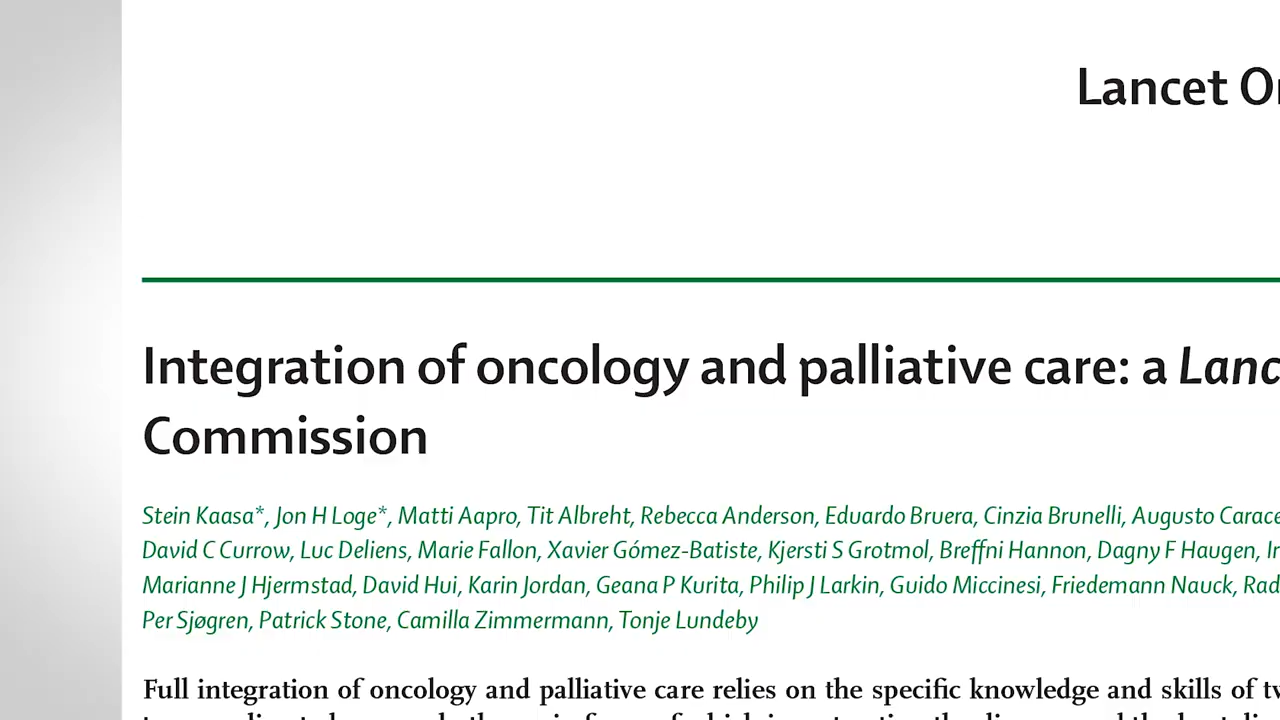 Lancet O
Integration of oncology and palliative care: a Lanc
Commission
Stein Kaasa*, Jon H Loge*, Matti Aapro, Tit Albreht, Rebecca Anderson, Eduardo Bruera, Cinzia Brunelli, Augusto Carace
David C Currow, Luc Deliens, Marie Fallon, Xavier Gómez-Batiste, Kjersti S Grotmol, Breffni Hannon, Dagny F Haugen,
Marianne J Hjermstad, David Hui, Karin Jordan, Geana P Kurita, Philip J Larkin, Guido Miccinesi, Friedemann Nauck, Rad
Per Sjøgren, Patrick Stone, Camilla Zimmermann, Tonje Lundeby
Full integration of oncology and palliative care relies on the specific knowledge and skills of